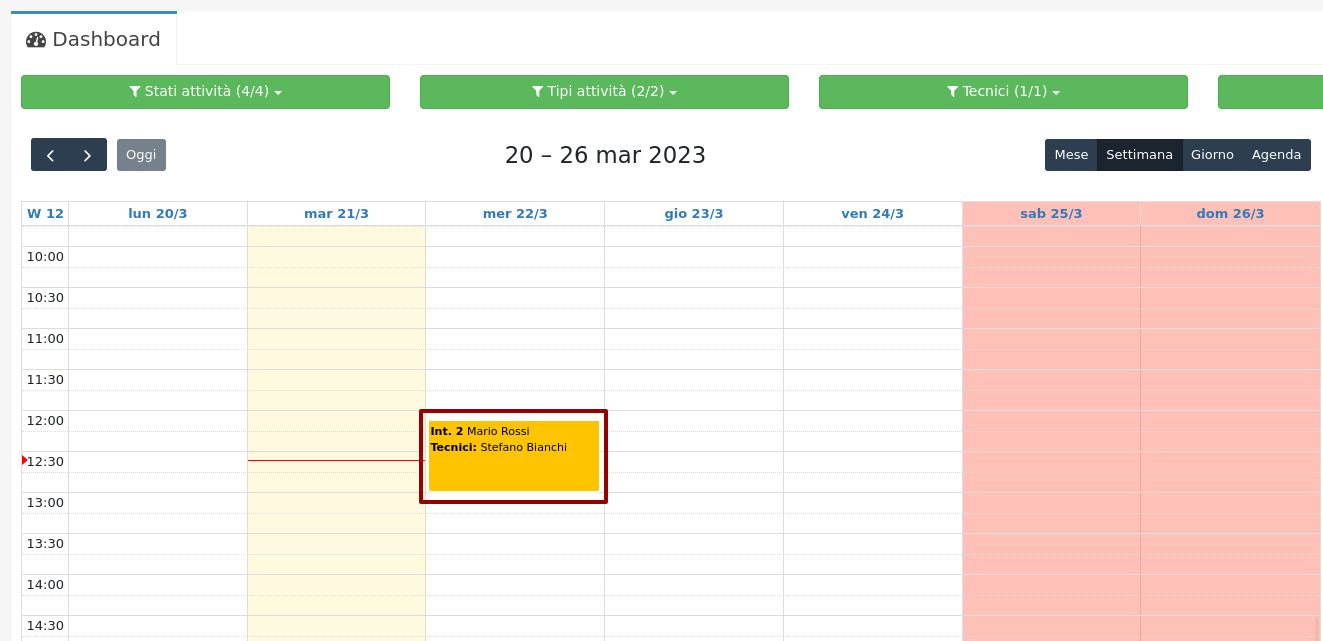 Dashboard
Stati attività (4/4)
Tipi attività (2/2)
Tecnici (1/1)
Oggi
20 – 26 mar 2023
Mese Settimana Giorno Agenda
W 12 lun 20/3 mar 21/3 mer 22/3 gio 23/3 ven 24/3 sab 25/3 dom 26/3
10:00
10:30
11:00
11:30
12:00
Int. 2 Mario Rossi
Tecnici: Stefano Bianchi
12:30
13:00
13:30
14:00
14:30